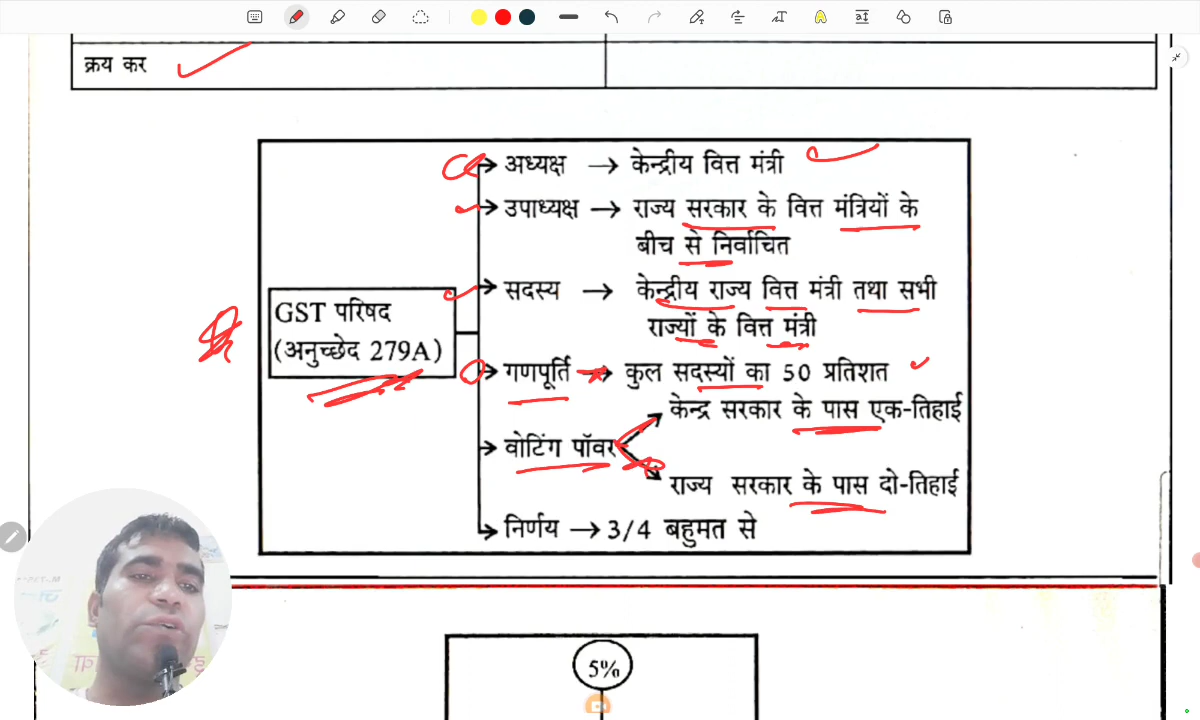 क्रय कर
अध्यक्ष → केन्द्रीय वित्त मंत्री
उपाध्यक्ष → राज्य सरकार के वित्त मंत्रियों के
बीच से निर्वाचित
सदस्य → केन्द्रीय राज्य वित्त मंत्री तथा सभी
राज्यों के वित्त मंत्री
GST परिषद
(अनुच्छेद 279A)
गणपूर्ति → कुल सदस्यों का 50 प्रतिशत
केन्द्र सरकार के पास एक-तिहाई
वोटिंग पॉवर
राज्य सरकार के पास दो-तिहाई
निर्णय → 3/4 बहुमत से
5%